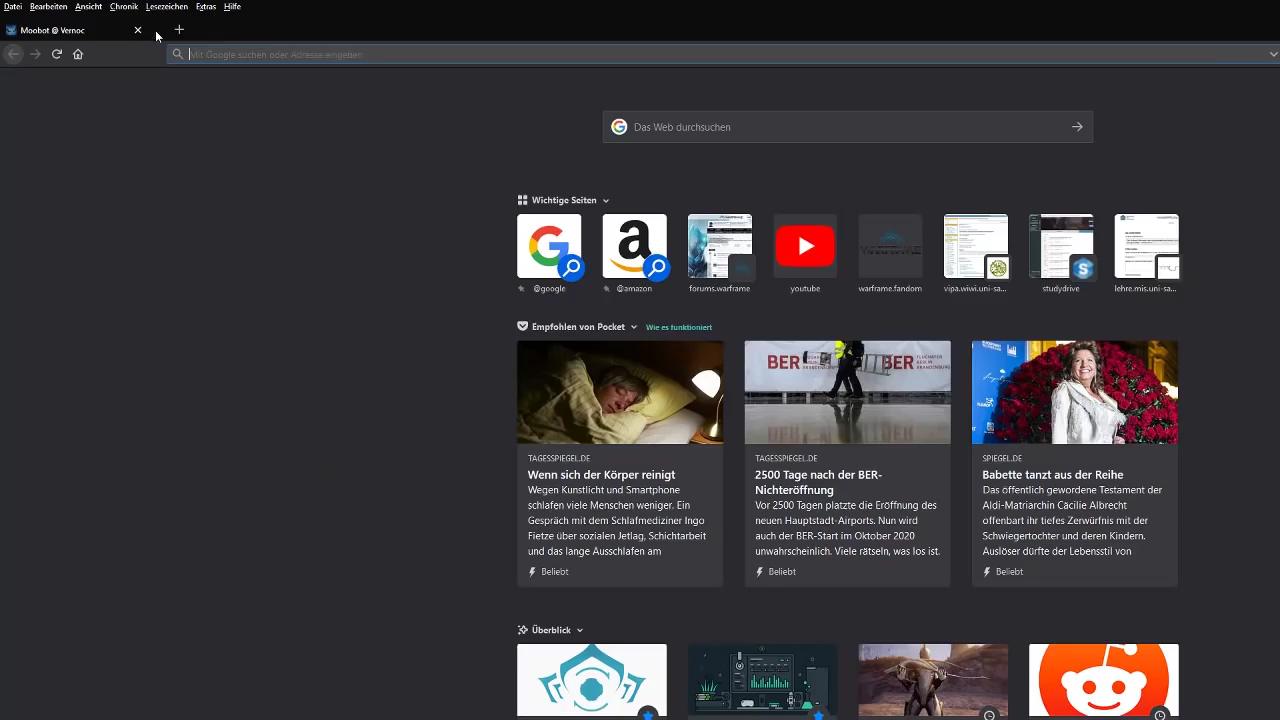 Datei Bearbeiten Ansicht Chronik Lesezeichen Extras Hilfe
Moobot @ Vernoc
Mit Google suchen oder Adresse eingeben
Das Web durchsuchen
Wichtige Seiten
@google @amazon forums.warframe youtube warframe.fandom vipa.wiwi.uni-sa... studydrive lehre.mis.uni-sa...
Empfohlen von Pocket Wie es funktioniert
TAGESSPIEGEL.DE
Wenn sich der Körper reinigt
Wegen Kunstlicht und Smartphone
schlafen viele Menschen weniger. Ein
Gespräch mit dem Schlafmediziner Ingo
Fietze über sozialen Jetlag, Schichtarbeit
und das lange Ausschlafen am
Beliebt
BER BER
TAGESSPIEGEL.DE
2500 Tage nach der BER-
Nichteröffnung
Vor 2500 Tagen platzte die Eröffnung des
neuen Hauptstadt-Airports. Nun wird
auch der BER-Start im Oktober 2020
unwahrscheinlich. Viele rätseln, was los ist.
Beliebt
SPIEGEL.DE
Babette tanzt aus der Reihe
Das öffentlich gewordene Testament der
Aldi-Matriarchin Cäcilie Albrecht
offenbart ihr tiefes Zerwürfnis mit der
Schwiegertochter und deren Kindern.
Auslöser dürfte der Lebensstil von
Beliebt
Überblick